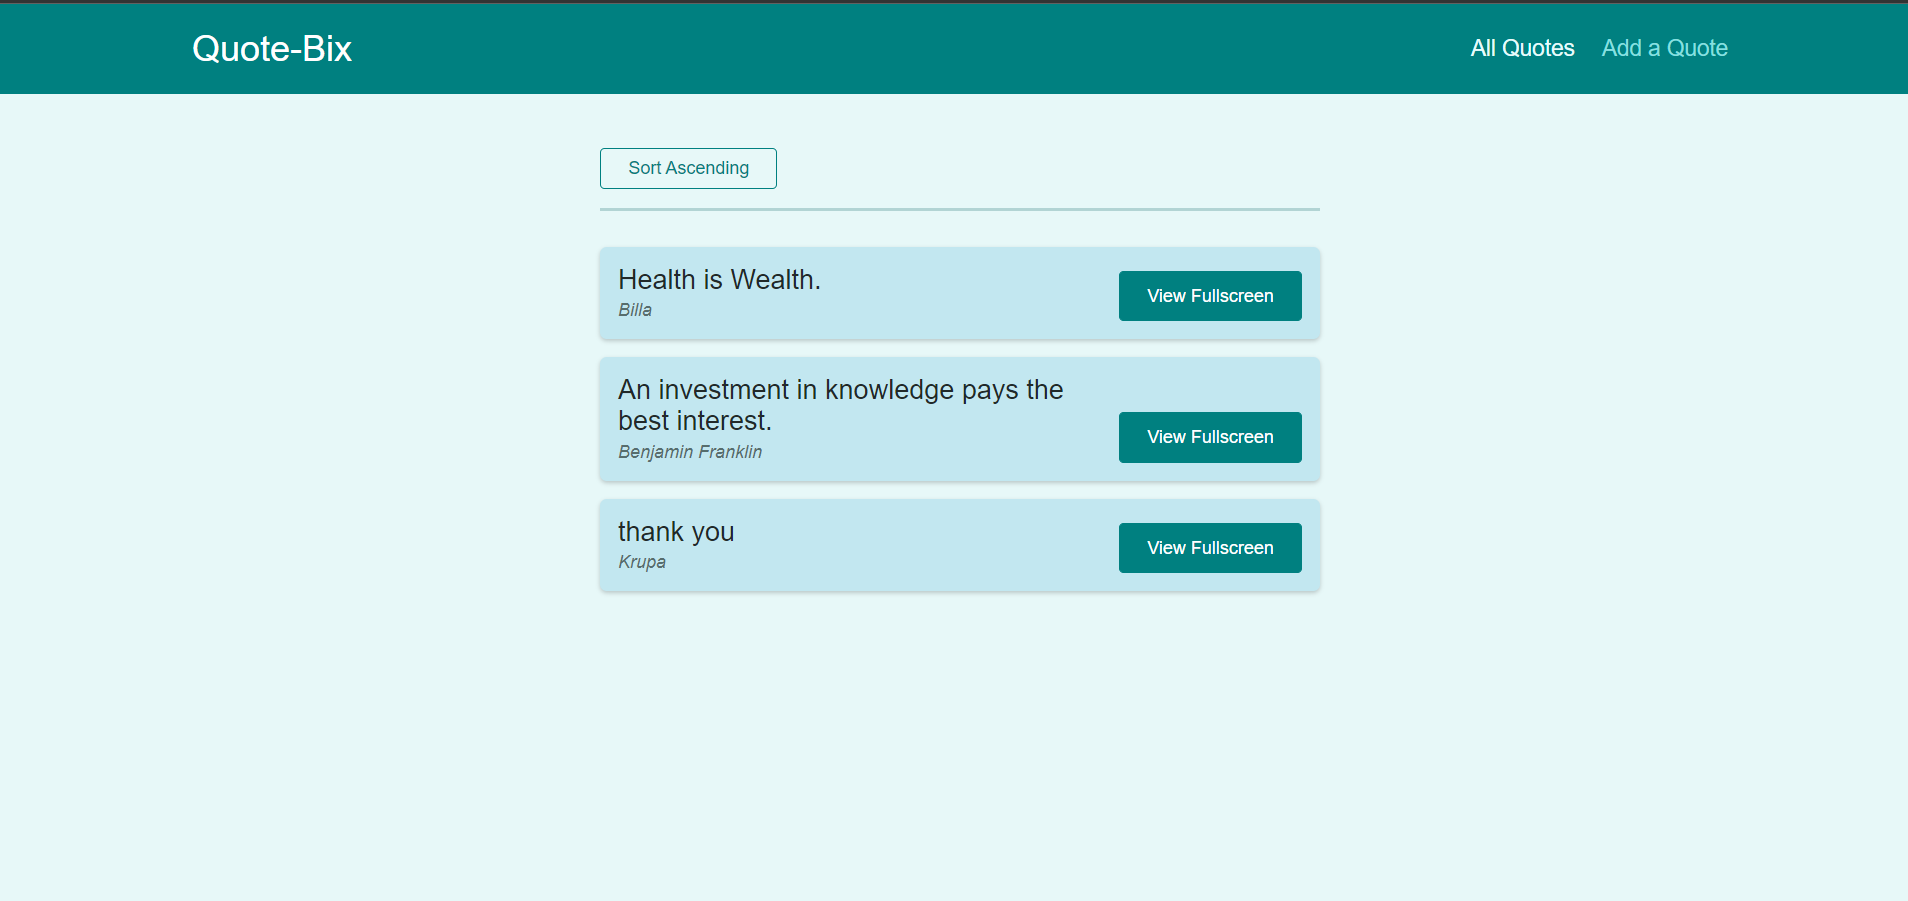 Quote-Bix
All Quotes
Add a Quote
Sort Ascending
Health is Wealth.
Billa
View Fullscreen
An investment in knowledge pays the
best interest.
Benjamin Franklin
View Fullscreen
thank you
Krupa
View Fullscreen